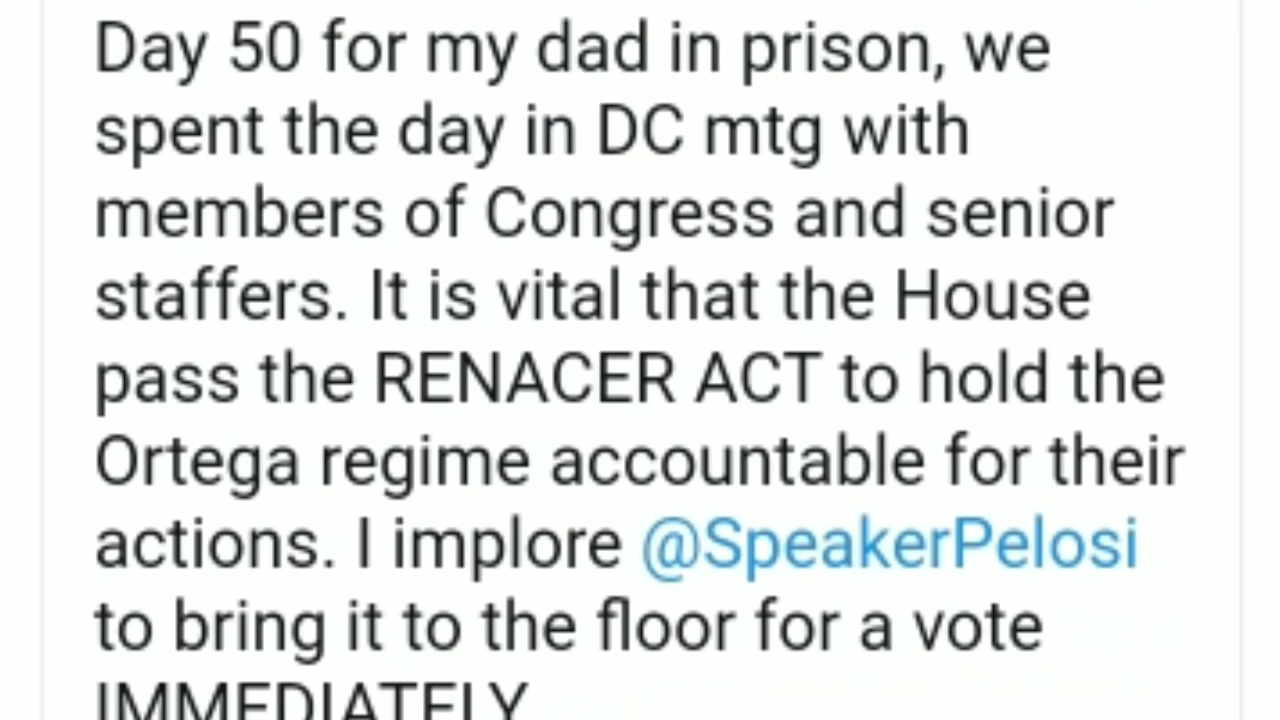 Day 50 for my dad in prison, we
spent the day in DC mtg with
members of Congress and senior
staffers. It is vital that the House
pass the RENACER ACT to hold the
Ortega regime accountable for their
actions. I implore @SpeakerPelosi
to bring it to the floor for a vote
IMMEDIATELY